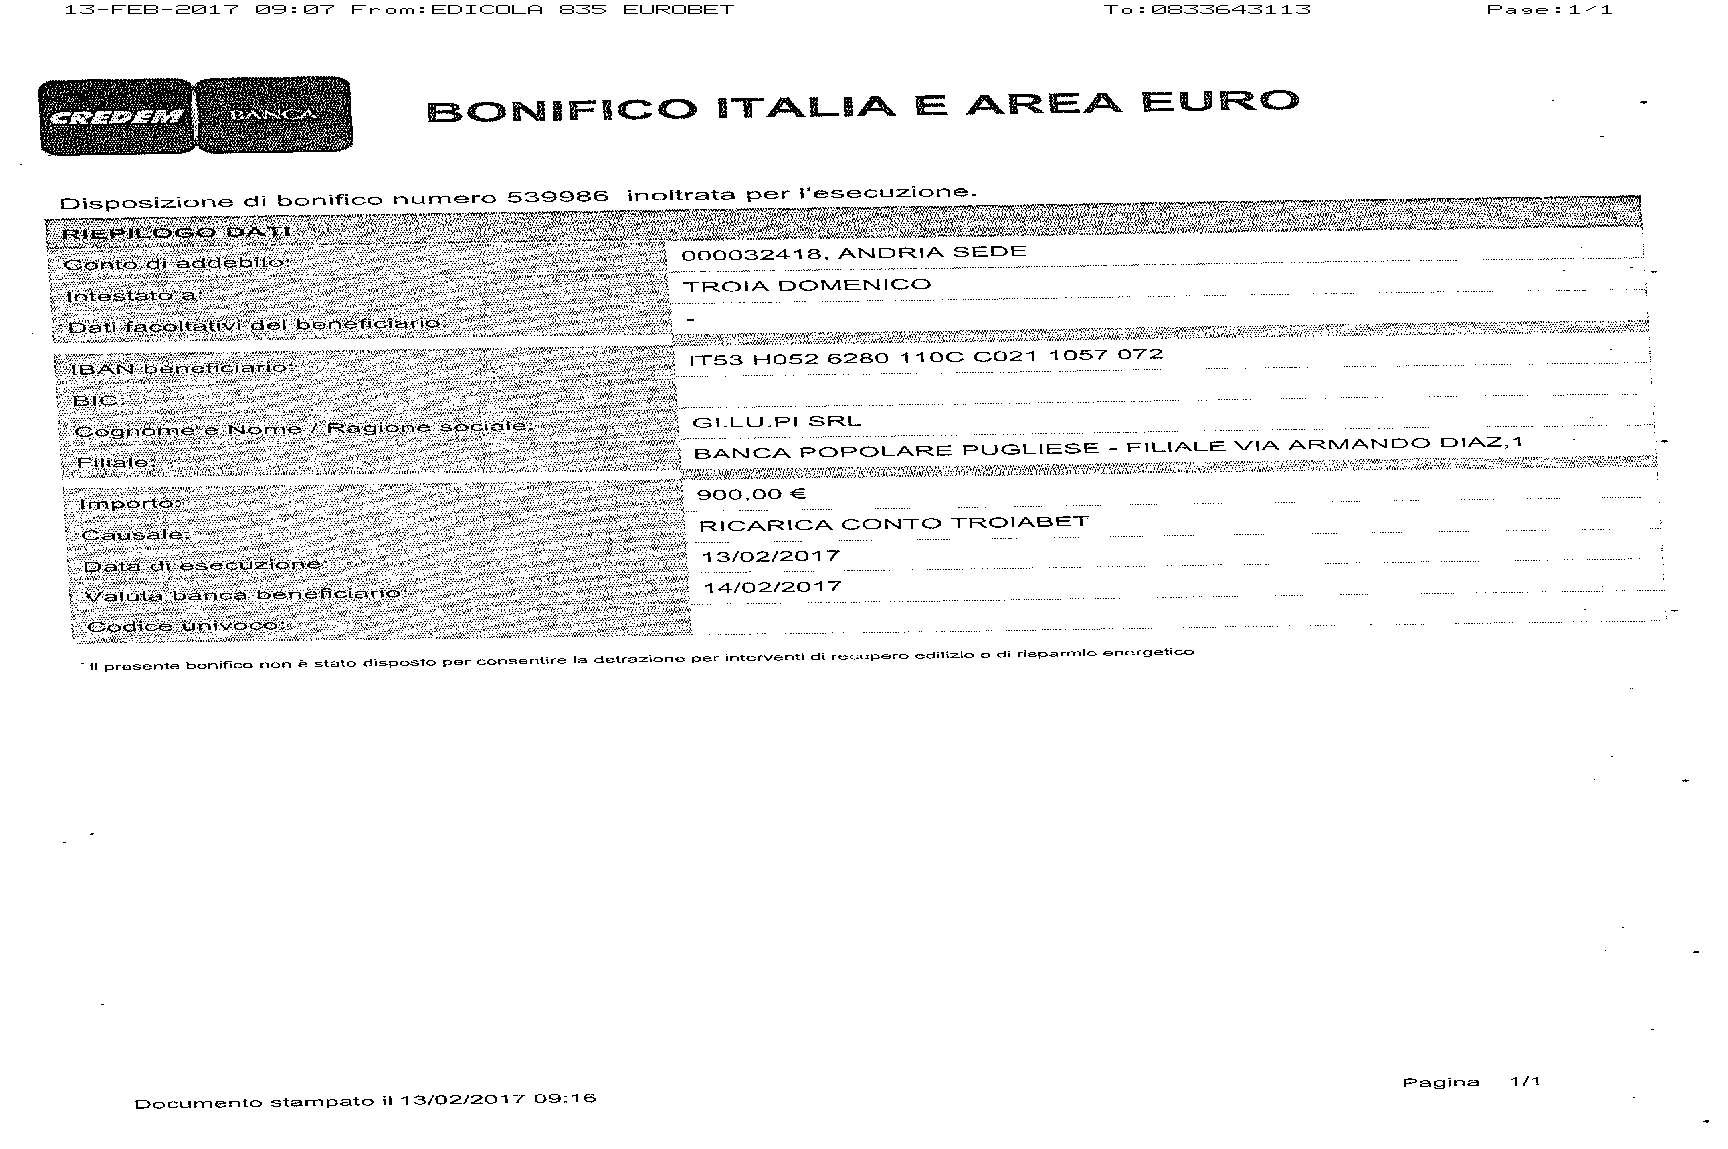 13-FEB-2017 09:07 From:EDICOLA 835 EUROBET To:0833643113 Page:1/1
CREDEM BANCA
BONIFICO ITALIA E AREA EURO
Disposizione di bonifico numero 539986 inoltrata per l'esecuzione.
RIEPILOGO DATI
Conto di addebito: 000032418, ANDRIA SEDE
Intestato a: TROIA DOMENICO
Dati facoltativi del beneficiario: -
IBAN beneficiario: IT53 H052 6280 110C C021 1057 072
BIC:
Cognome e Nome / Ragione sociale: GI.LU.PI SRL
Filiale: BANCA POPOLARE PUGLIESE - FILIALE VIA ARMANDO DIAZ,1
Importo: 900,00 €
Causale: RICARICA CONTO TROIABET
Data di esecuzione: 13/02/2017
Valuta banca beneficiario: 14/02/2017
Codice univoco:
* Il presente bonifico non è stato disposto per consentire la detrazione per interventi di recupero edilizio o di risparmio energetico
Pagina 1/1
Documento stampato il 13/02/2017 09:16